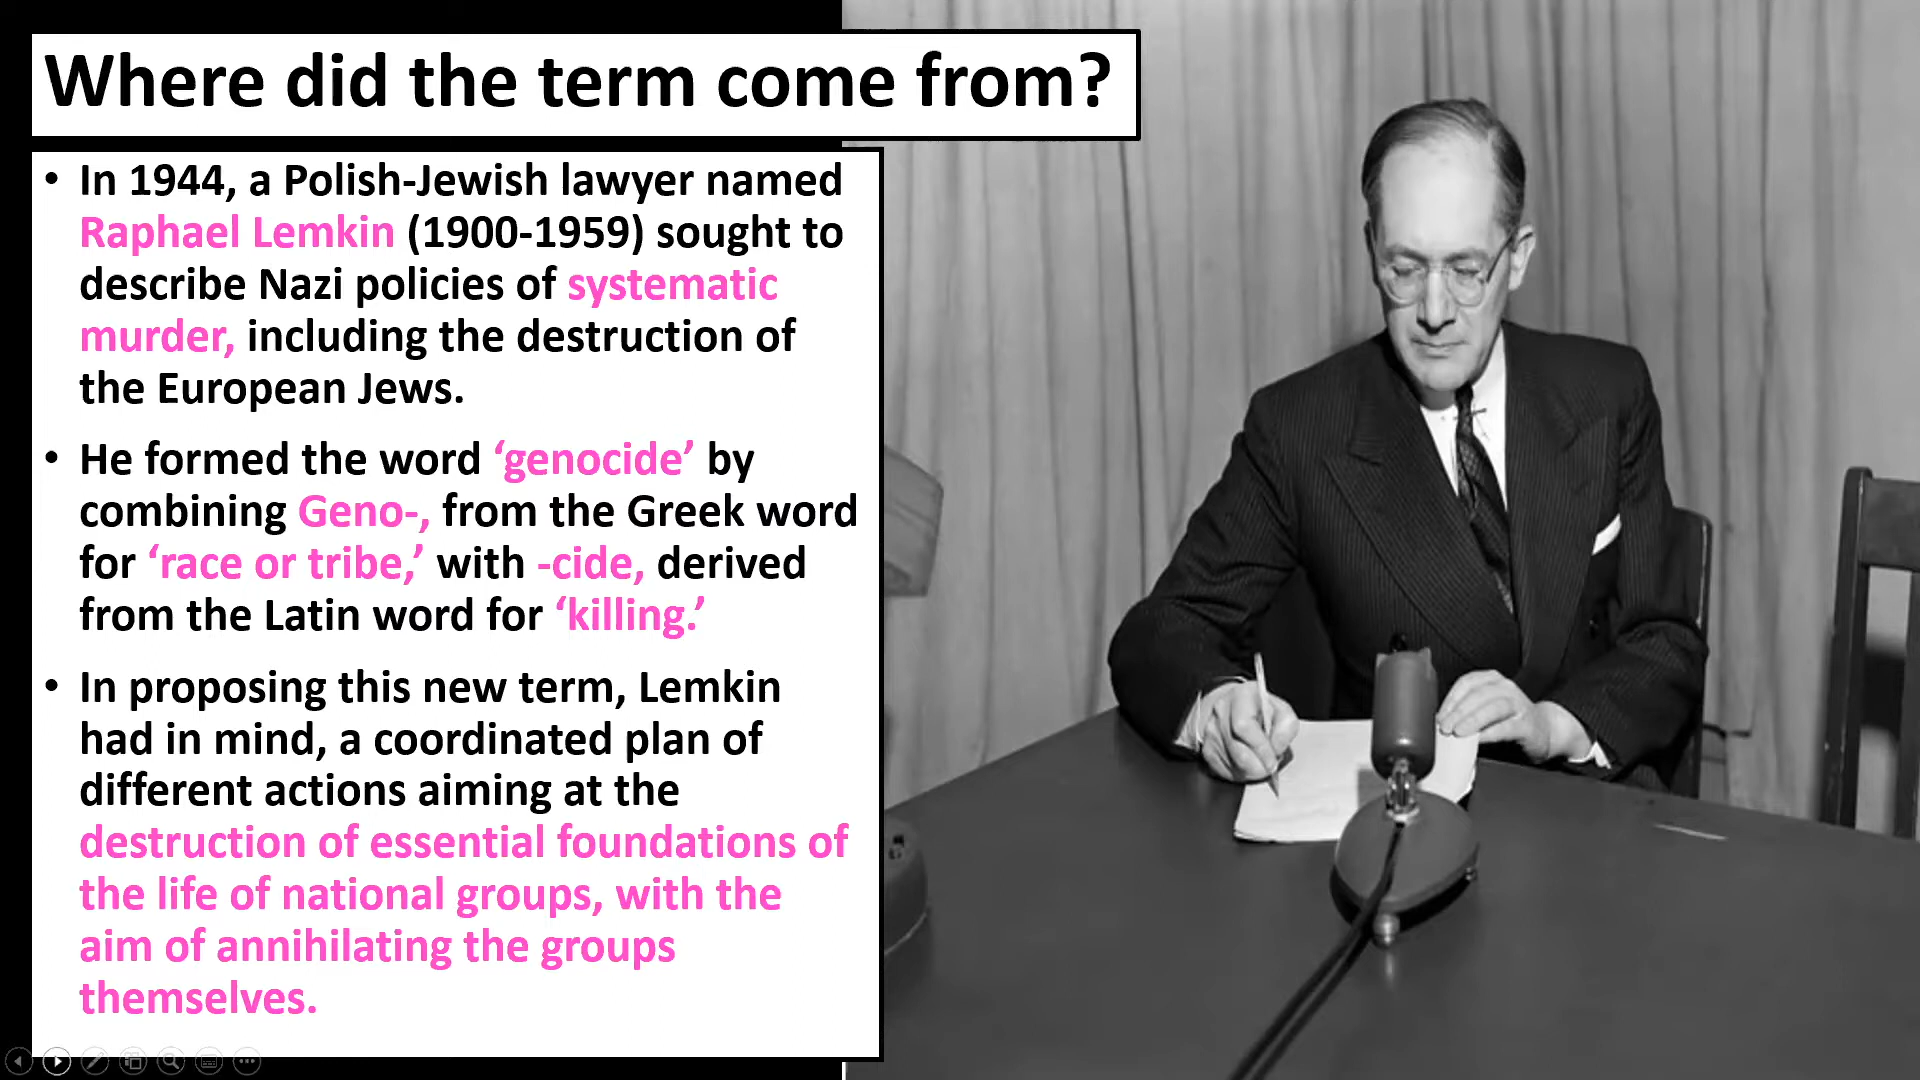 Where did the term come from?
• In 1944, a Polish-Jewish lawyer named
Raphael Lemkin (1900-1959) sought to
describe Nazi policies of systematic
murder, including the destruction of
the European Jews.
• He formed the word ‘genocide’ by
combining Geno-, from the Greek word
for ‘race or tribe,’ with -cide, derived
from the Latin word for ‘killing.’
• In proposing this new term, Lemkin
had in mind, a coordinated plan of
different actions aiming at the
destruction of essential foundations of
the life of national groups, with the
aim of annihilating the groups
themselves.